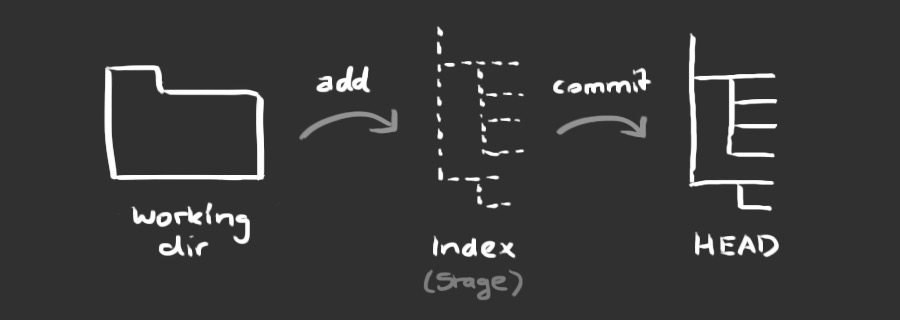 add
commit
working
dir
Index
(Stage)
HEAD